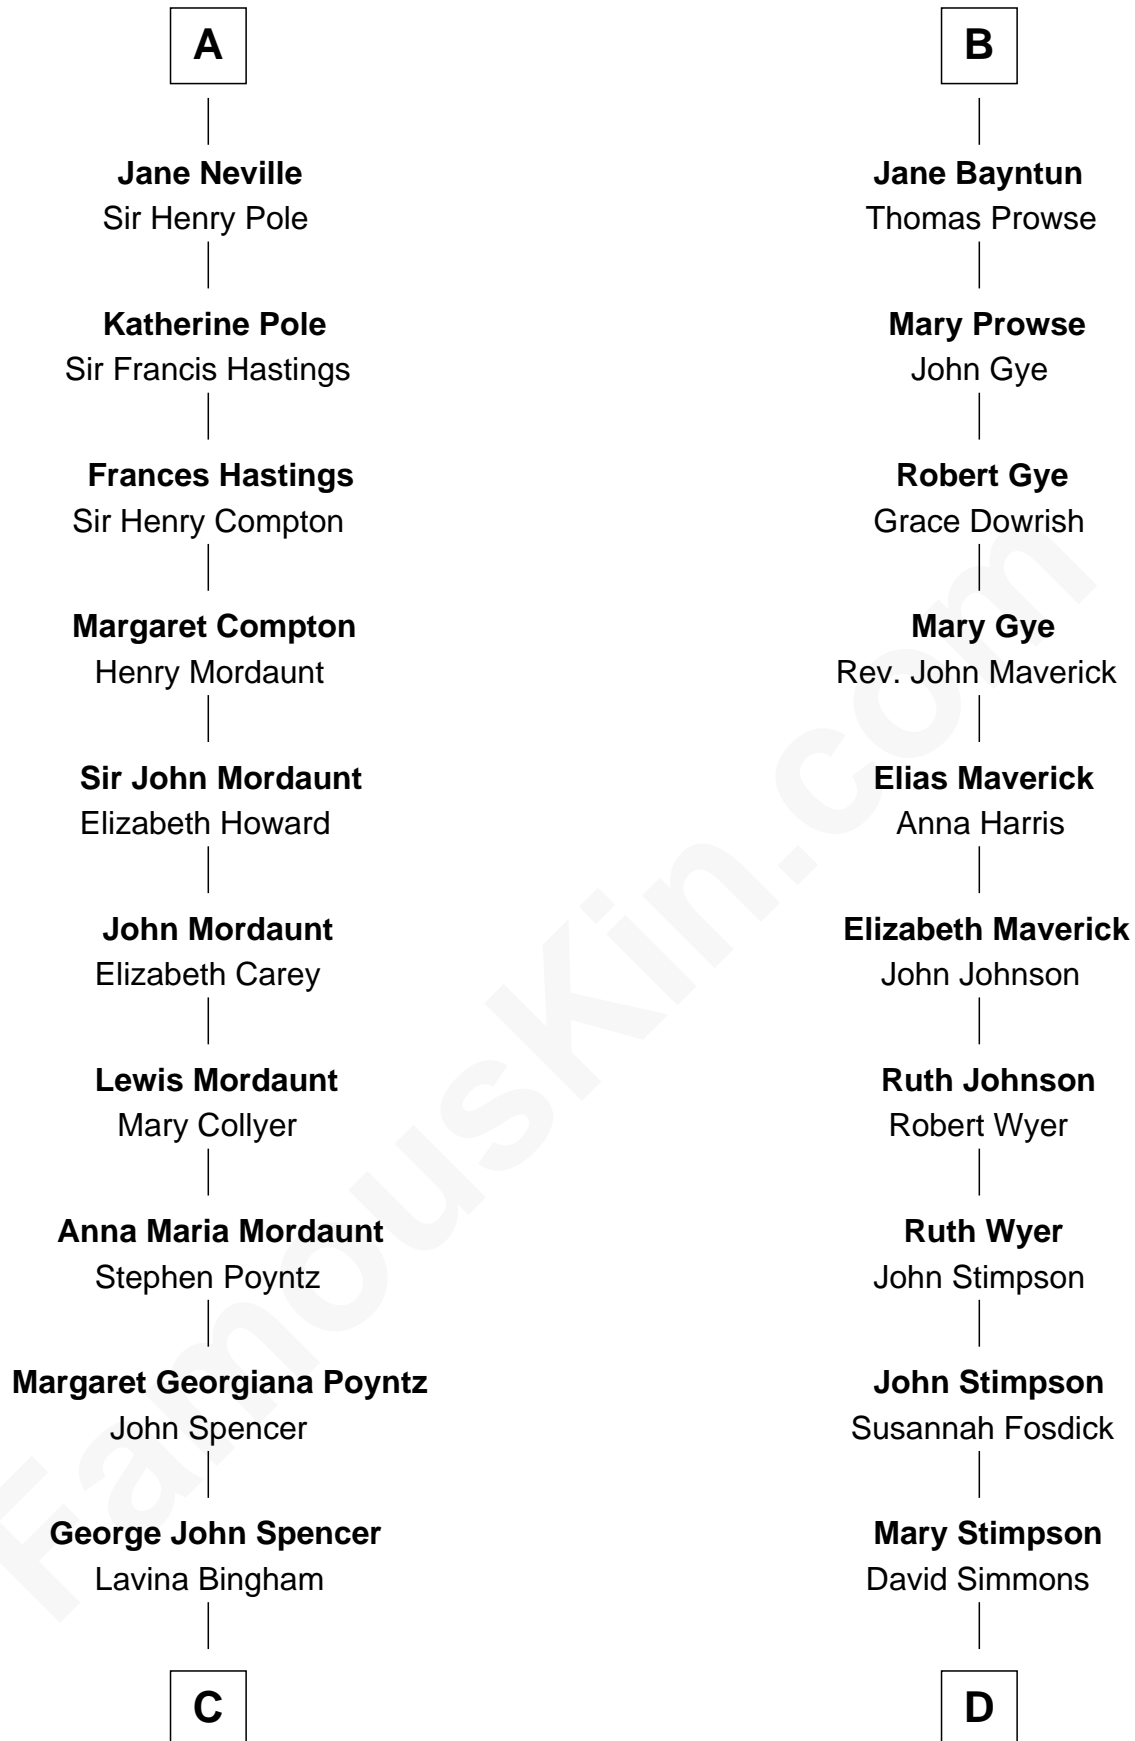 A
Jane Neville
Sir Henry Pole
Katherine Pole
Sir Francis Hastings
Frances Hastings
Sir Henry Compton
Margaret Compton
Henry Mordaunt
Sir John Mordaunt
Elizabeth Howard
John Mordaunt
Elizabeth Carey
Lewis Mordaunt
Mary Collyer
Anna Maria Mordaunt
Stephen Poyntz
Margaret Georgiana Poyntz
John Spencer
George John Spencer
Lavina Bingham
C
B
Jane Bayntun
Thomas Prowse
Mary Prowse
John Gye
Robert Gye
Grace Dowrish
Mary Gye
Rev. John Maverick
Elias Maverick
Anna Harris
Elizabeth Maverick
John Johnson
Ruth Johnson
Robert Wyer
Ruth Wyer
John Stimpson
John Stimpson
Susannah Fosdick
Mary Stimpson
David Simmons
D
FamousKin.com